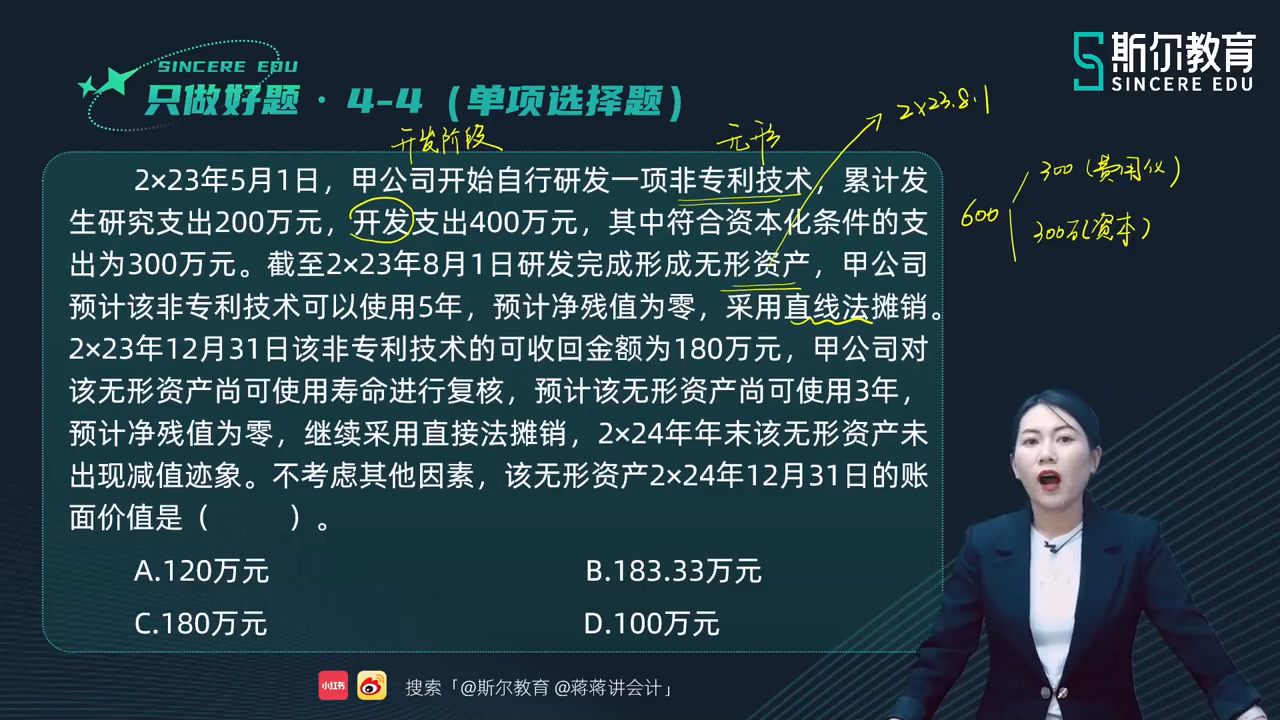 斯尔教育
SINCERE EDU
SINCERE EDU
只做好题 · 4-4（单项选择题）
2×23.8.1
开发阶段
无形
2×23年5月1日，甲公司开始自行研发一项非专利技术，累计发
生研究支出200万元，开发支出400万元，其中符合资本化条件的支
出为300万元。截至2×23年8月1日研发完成形成无形资产，甲公司
预计该非专利技术可以使用5年，预计净残值为零，采用直线法摊销。
2×23年12月31日该非专利技术的可收回金额为180万元，甲公司对
该无形资产尚可使用寿命进行复核，预计该无形资产尚可使用3年，
预计净残值为零，继续采用直接法摊销，2×24年年末该无形资产未
出现减值迹象。不考虑其他因素，该无形资产2×24年12月31日的账
面价值是（ ）。
A.120万元
B.183.33万元
C.180万元
D.100万元
600
300（费用化）
300万（资本）
小红书
搜索「@斯尔教育 @蒋蒋讲会计」